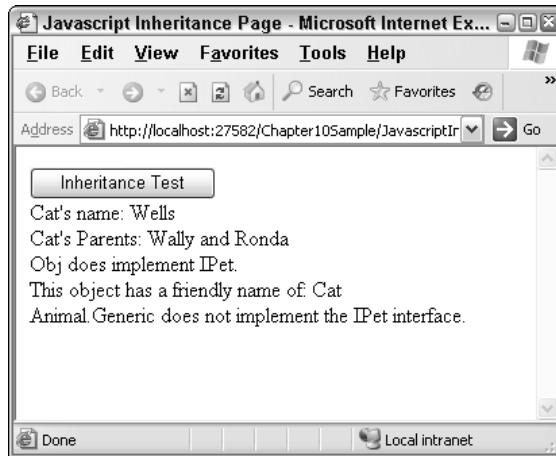 Javascript Inheritance Page - Microsoft Internet Ex...
File Edit View Favorites Tools Help
Back Search Favorites »
Address http://localhost:27582/Chapter10Sample/JavascriptIr Go
Inheritance Test
Cat's name: Wells
Cat's Parents: Wally and Ronda
Obj does implement IPet.
This object has a friendly name of: Cat
Animal.Generic does not implement the IPet interface.
Done Local intranet